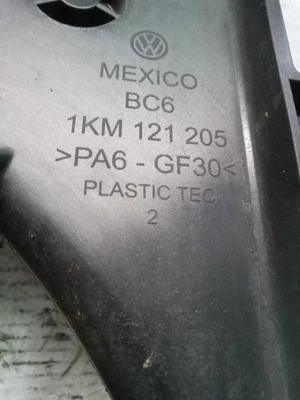 MEXICO
BC6
1KM 121 205
>PA6 - GF30<
PLASTIC TEC
2